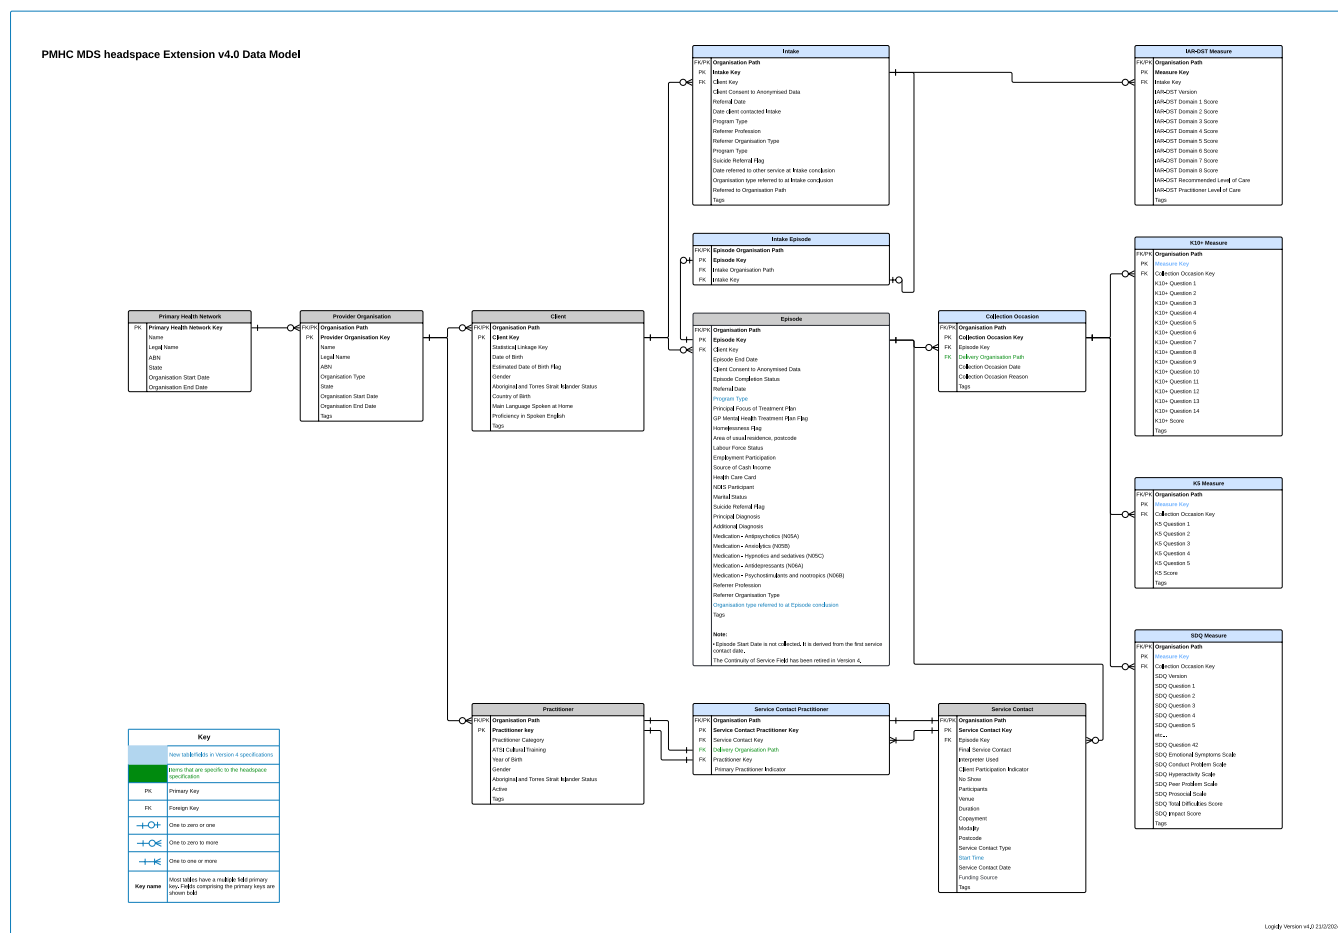 PMHC MDS headspace Extension v4.0 Data Model
Intake
FK/PK Organisation Path
PK Intake Key
FK Client Key
Client Consent to Anonymised Data
Referral Date
Date client contacted Intake
Program Type
Referrer Profession
Referrer Organisation Type
Program Type
Suicide Referral Flag
Date referred to other service at Intake conclusion
Organisation type referred to at Intake conclusion
Referred to Organisation Path
Tags
IAR-DST Measure
FK/PK Organisation Path
PK Measure Key
FK Intake Key
IAR-DST Version
IAR-DST Domain 1 Score
IAR-DST Domain 2 Score
IAR-DST Domain 3 Score
IAR-DST Domain 4 Score
IAR-DST Domain 5 Score
IAR-DST Domain 6 Score
IAR-DST Domain 7 Score
IAR-DST Domain 8 Score
IAR-DST Recommended Level of Care
IAR-DST Practitioner Level of Care
Tags
Intake Episode
FK/PK Episode Organisation Path
PK Episode Key
FK Intake Organisation Path
FK Intake Key
K10+ Measure
FK/PK Organisation Path
PK Measure Key
FK Collection Occasion Key
K10+ Question 1
K10+ Question 2
K10+ Question 3
K10+ Question 4
K10+ Question 5
K10+ Question 6
K10+ Question 7
K10+ Question 8
K10+ Question 9
K10+ Question 10
K10+ Question 11
K10+ Question 12
K10+ Question 13
K10+ Question 14
K10+ Score
Tags
Primary Health Network
PK Primary Health Network Key
Name
Legal Name
ABN
State
Organisation Start Date
Organisation End Date
Provider Organisation
FK/PK Organisation Path
PK Provider Organisation Key
Name
Legal Name
ABN
Organisation Type
State
Organisation Start Date
Organisation End Date
Tags
Client
FK/PK Organisation Path
PK Client Key
Statistical Linkage Key
Date of Birth
Estimated Date of Birth Flag
Gender
Aboriginal and Torres Strait Islander Status
Country of Birth
Main Language Spoken at Home
Proficiency in Spoken English
Tags
Episode
FK/PK Organisation Path
PK Episode Key
FK Client Key
Episode End Date
Client Consent to Anonymised Data
Episode Completion Status
Referral Date
Program Type
Principal Focus of Treatment Plan
GP Mental Health Treatment Plan Flag
Homelessness Flag
Area of usual residence, postcode
Labour Force Status
Employment Participation
Source of Cash Income
Health Care Card
NDIS Participant
Marital Status
Suicide Referral Flag
Principal Diagnosis
Additional Diagnosis
Medication - Antipsychotics (N05A)
Medication - Anxiolytics (N05B)
Medication - Hypnotics and sedatives (N05C)
Medication - Antidepressants (N06A)
Medication - Psychostimulants and nootropics (N06B)
Referrer Profession
Referrer Organisation Type
Organisation type referred to at Episode conclusion
Tags
Note:
• Episode Start Date is not collected. It is derived from the first service
contact date.
The Continuity of Service Field has been retired in Version 4.
Collection Occasion
FK/PK Organisation Path
PK Collection Occasion Key
FK Episode Key
FK Delivery Organisation Path
Collection Occasion Date
Collection Occasion Reason
Tags
K5 Measure
FK/PK Organisation Path
PK Measure Key
FK Collection Occasion Key
K5 Question 1
K5 Question 2
K5 Question 3
K5 Question 4
K5 Question 5
K5 Score
Tags
SDQ Measure
FK/PK Organisation Path
PK Measure Key
FK Collection Occasion Key
SDQ Version
SDQ Question 1
SDQ Question 2
SDQ Question 3
SDQ Question 4
SDQ Question 5
etc...
SDQ Question 42
SDQ Emotional Symptoms Scale
SDQ Conduct Problem Scale
SDQ Hyperactivity Scale
SDQ Peer Problem Scale
SDQ Prosocial Scale
SDQ Total Difficulties Score
SDQ Impact Score
Tags
Practitioner
FK/PK Organisation Path
PK Practitioner key
Practitioner Category
ATSI Cultural Training
Year of Birth
Gender
Aboriginal and Torres Strait Islander Status
Active
Tags
Service Contact Practitioner
FK/PK Organisation Path
PK Service Contact Practitioner Key
FK Service Contact Key
FK Delivery Organisation Path
FK Practitioner Key
Primary Practitioner Indicator
Service Contact
FK/PK Organisation Path
PK Service Contact Key
FK Episode Key
Final Service Contact
Interpreter Used
Client Participation Indicator
No Show
Participants
Venue
Duration
Copayment
Modality
Postcode
Service Contact Type
Start Time
Service Contact Date
Funding Source
Tags
Key
New table/fields in Version 4 specifications
Items that are specific to the headspace
specification
PK Primary Key
FK Foreign Key
One to zero or one
One to zero to more
One to one or more
Key name Most tables have a multiple field primary
key. Fields comprising the primary keys are
shown bold
Logisly Version v4.0 21/2/202